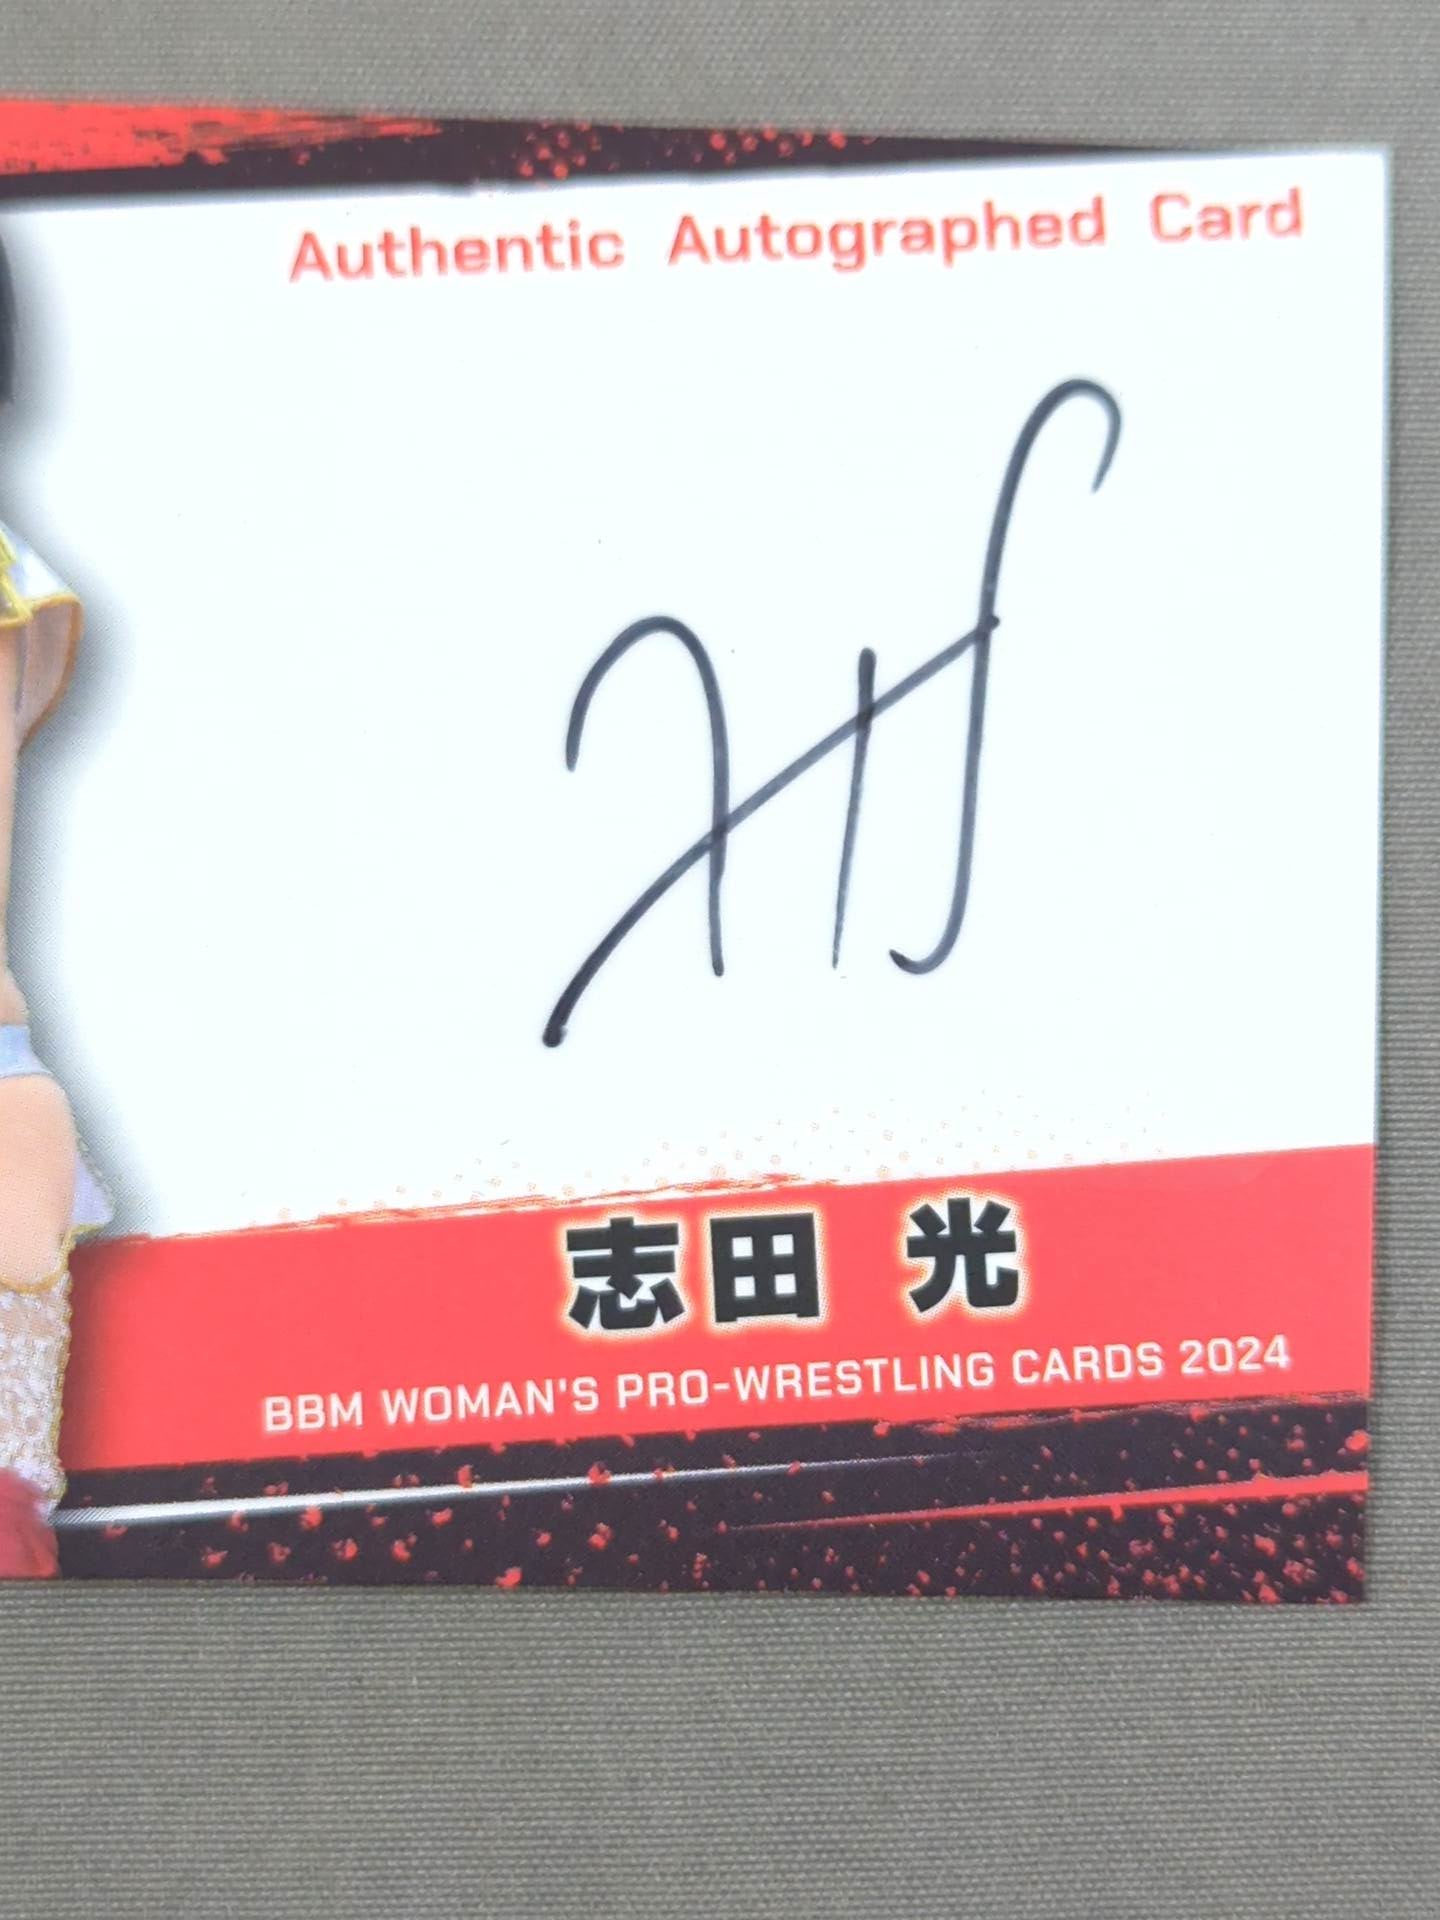 Authentic Autographed Card
志田 光
BBM WOMAN'S PRO-WRESTLING CARDS 2024